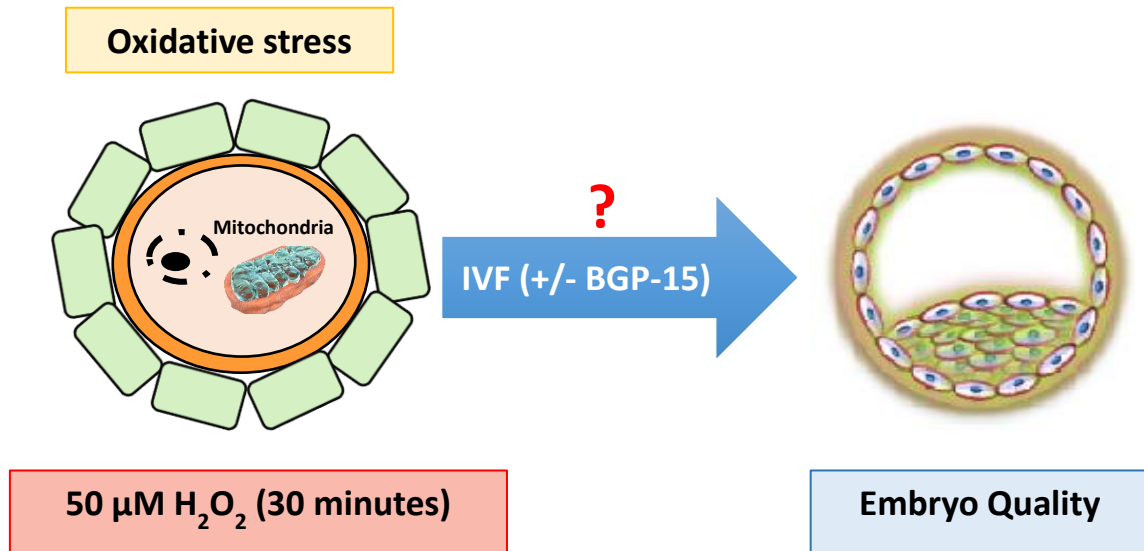 Oxidative stress
Mitochondria
?
IVF (+/- BGP-15)
50 µM H₂O₂ (30 minutes)
Embryo Quality